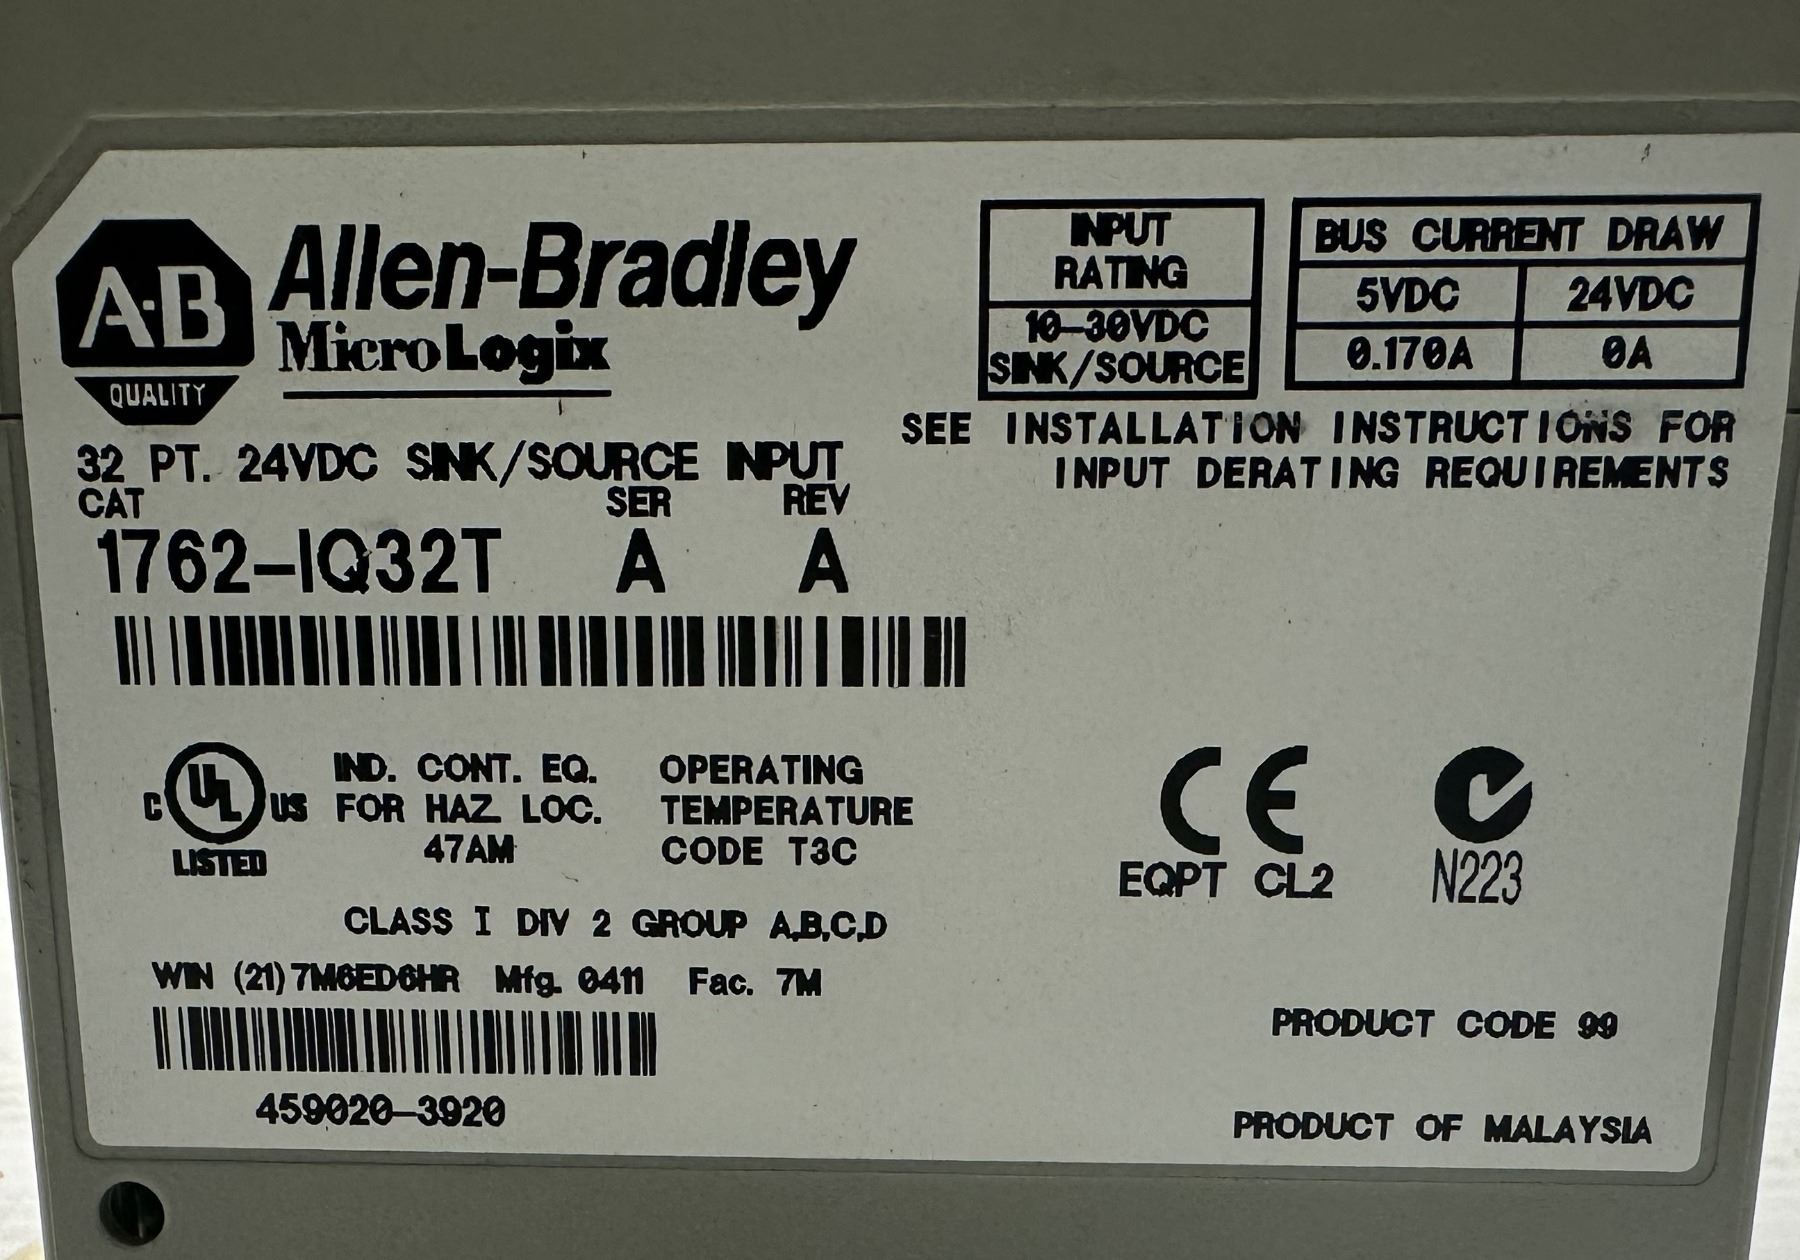 A·B
QUALITY
Allen-Bradley
MicroLogix
INPUT
RATING
10-30VDC
SINK/SOURCE
BUS CURRENT DRAW
5VDC 24VDC
0.170A 0A
SEE INSTALLATION INSTRUCTIONS FOR
INPUT DERATING REQUIREMENTS
32 PT. 24VDC SINK/SOURCE INPUT
CAT SER REV
1762-IQ32T A A
C UL US
LISTED
IND. CONT. EQ.
FOR HAZ. LOC.
47AM
OPERATING
TEMPERATURE
CODE T3C
CE
EQPT CL2
N223
CLASS I DIV 2 GROUP A,B,C,D
WIN (21)7M6ED6HR Mfg. 0411 Fac. 7M
459020-3920
PRODUCT CODE 99
PRODUCT OF MALAYSIA